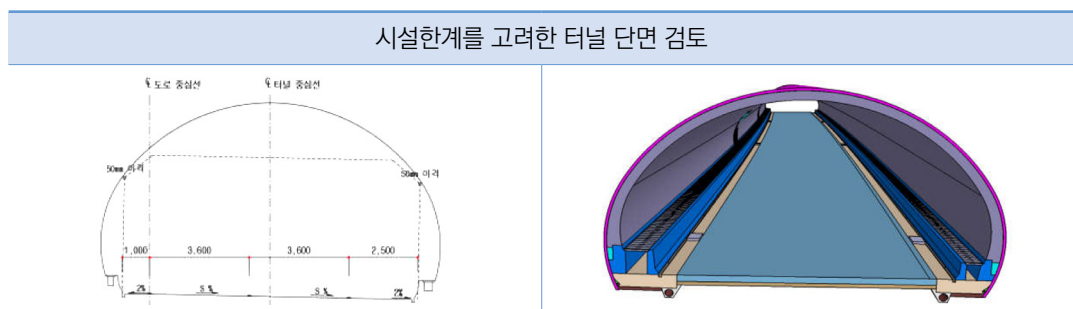 시설한계를 고려한 터널 단면 검토
℄ 도로 중심선
℄ 터널 중심선
50mm 이격
50mm 이격
1,000
3,600
3,600
2,500
2%
S %
S %
2%